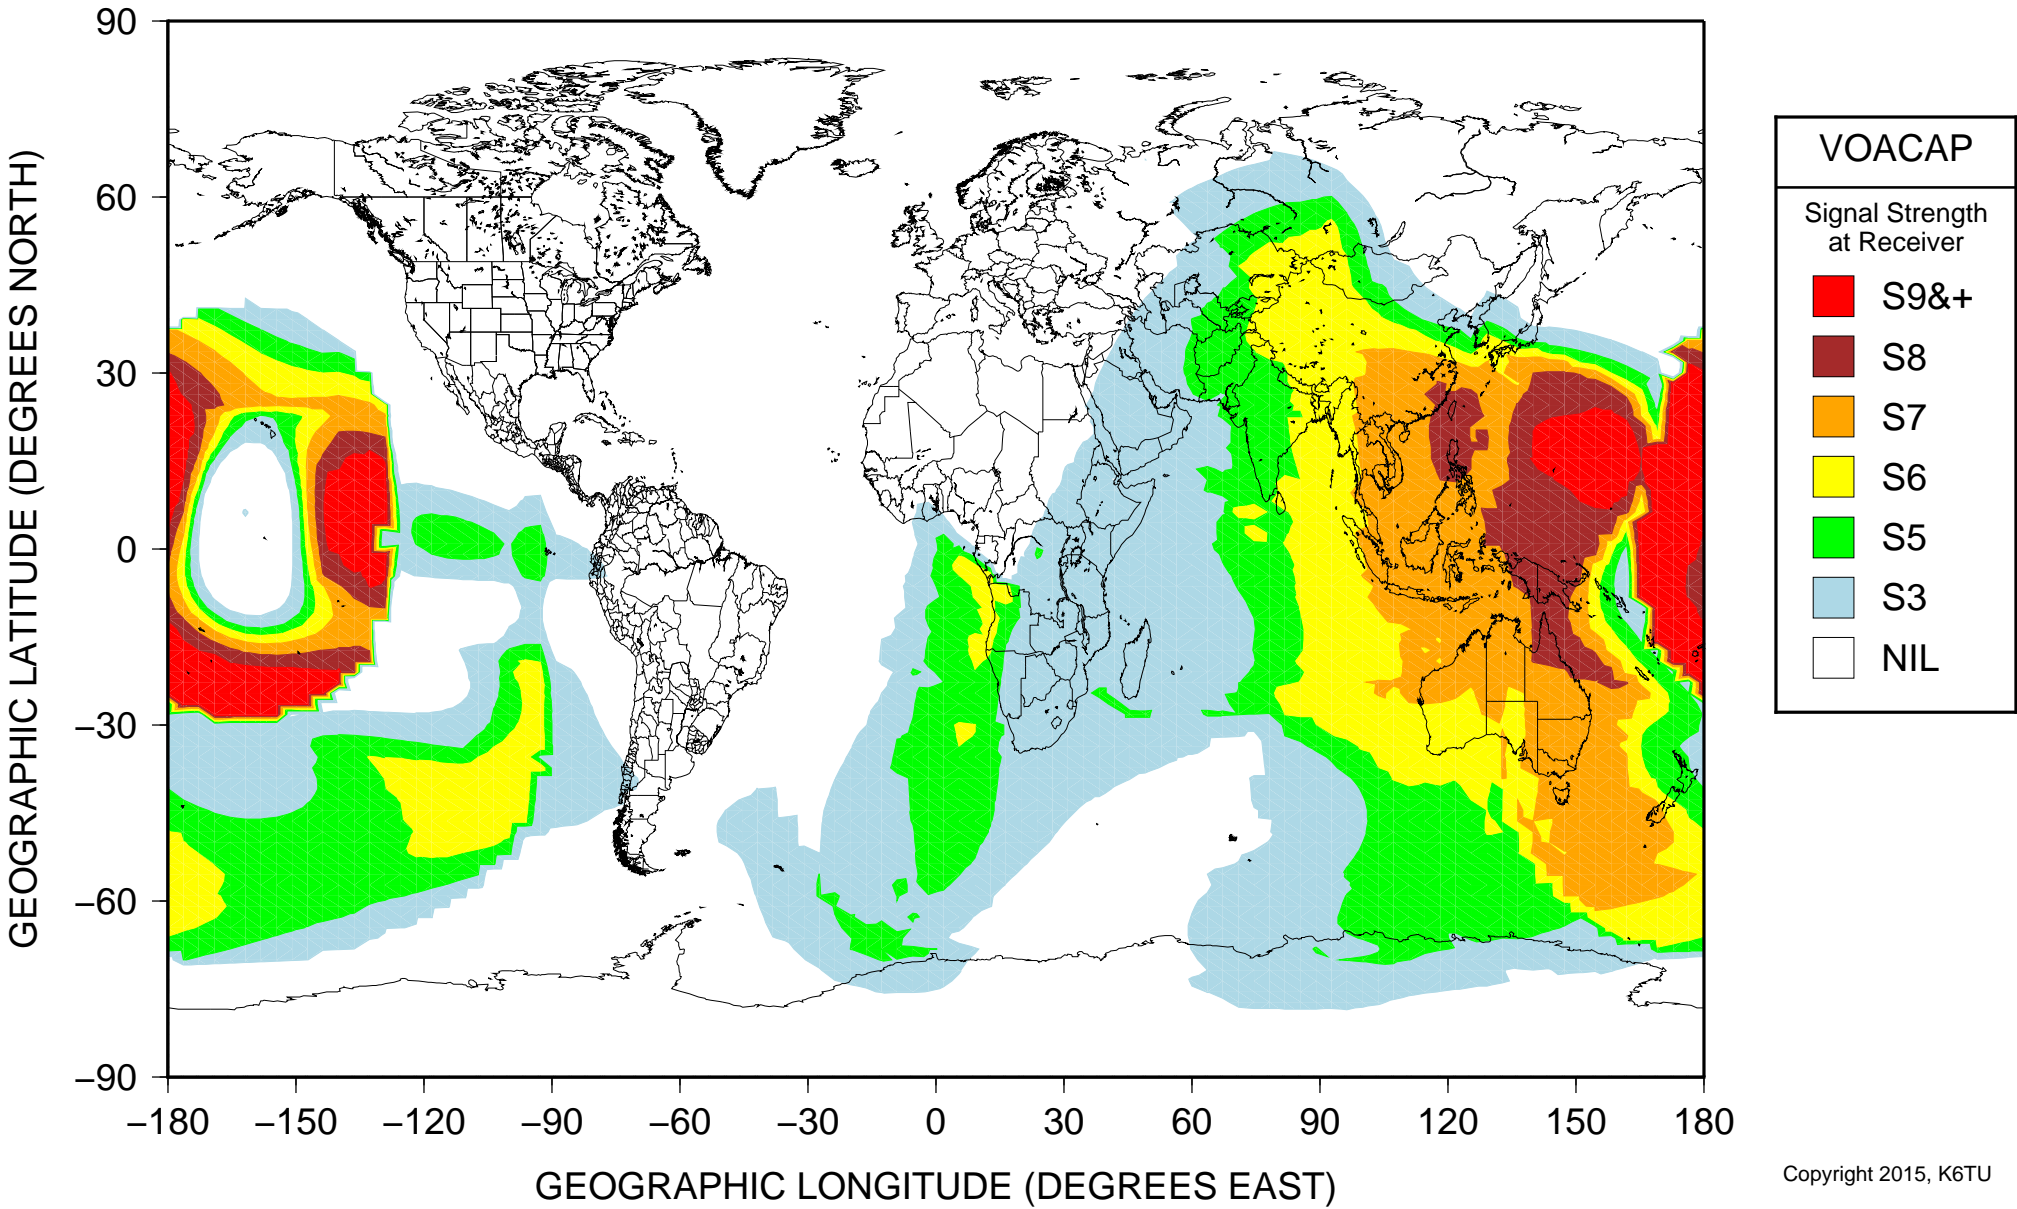 GEOGRAPHIC LATITUDE (DEGREES NORTH)
90
60
30
0
−30
−60
−90
−180 −150 −120 −90 −60 −30 0 30 60 90 120 150 180
GEOGRAPHIC LONGITUDE (DEGREES EAST)
VOACAP
Signal Strength
at Receiver
S9&+
S8
S7
S6
S5
S3
NIL
Copyright 2015, K6TU